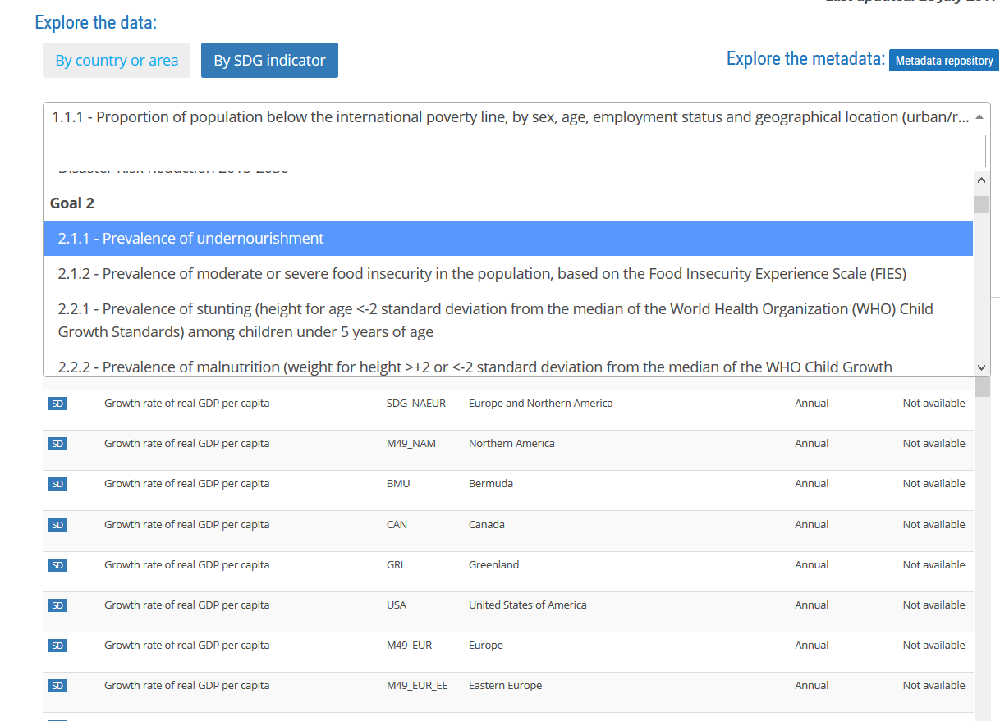 Explore the data:
By country or area
By SDG indicator
Explore the metadata: Metadata repository
1.1.1 - Proportion of population below the international poverty line, by sex, age, employment status and geographical location (urban/r...
Goal 2
2.1.1 - Prevalence of undernourishment
2.1.2 - Prevalence of moderate or severe food insecurity in the population, based on the Food Insecurity Experience Scale (FIES)
2.2.1 - Prevalence of stunting (height for age <-2 standard deviation from the median of the World Health Organization (WHO) Child
Growth Standards) among children under 5 years of age
2.2.2 - Prevalence of malnutrition (weight for height >+2 or <-2 standard deviation from the median of the WHO Child Growth
SD Growth rate of real GDP per capita SDG_NAEUR Europe and Northern America Annual Not available
SD Growth rate of real GDP per capita M49_NAM Northern America Annual Not available
SD Growth rate of real GDP per capita BMU Bermuda Annual Not available
SD Growth rate of real GDP per capita CAN Canada Annual Not available
SD Growth rate of real GDP per capita GRL Greenland Annual Not available
SD Growth rate of real GDP per capita USA United States of America Annual Not available
SD Growth rate of real GDP per capita M49_EUR Europe Annual Not available
SD Growth rate of real GDP per capita M49_EUR_EE Eastern Europe Annual Not available